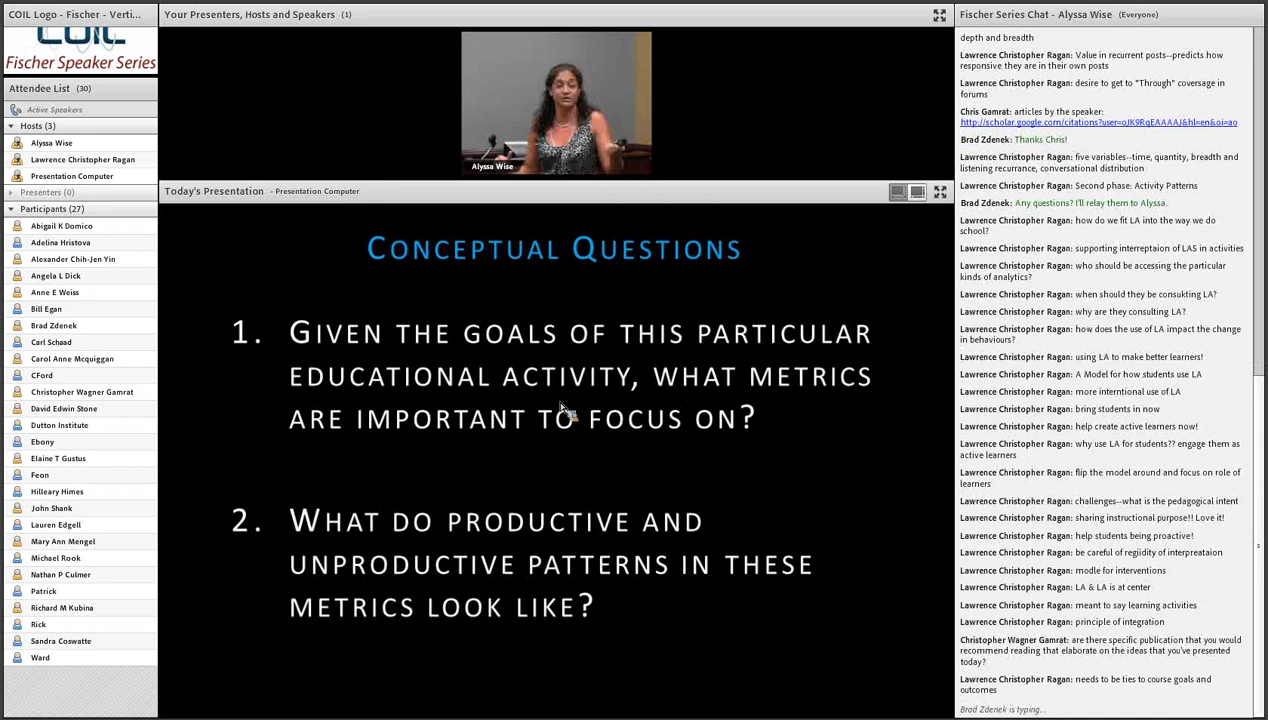 COIL Logo - Fischer - Verti...
COIL
Fischer Speaker Series
Attendee List (30)
Active Speakers
Hosts (3)
Alyssa Wise
Lawrence Christopher Ragan
Presentation Computer
Presenters (0)
Participants (27)
Abigail K Domico
Adelina Hristova
Alexander Chih-Jen Yin
Angela L Dick
Anne E Weiss
Bill Egan
Brad Zdenek
Carl Schaad
Carol Anne Mcquiggan
CFord
Christopher Wagner Gamrat
David Edwin Stone
Dutton Institute
Ebony
Elaine T Gustus
Feon
Hilleary Himes
John Shank
Lauren Edgell
Mary Ann Mengel
Michael Rook
Nathan P Culmer
Patrick
Richard M Kubina
Rick
Sandra Coswatte
Ward
Your Presenters, Hosts and Speakers (1)
Alyssa Wise
Today's Presentation - Presentation Computer
CONCEPTUAL QUESTIONS
1. GIVEN THE GOALS OF THIS PARTICULAR
EDUCATIONAL ACTIVITY, WHAT METRICS
ARE IMPORTANT TO FOCUS ON?
2. WHAT DO PRODUCTIVE AND
UNPRODUCTIVE PATTERNS IN THESE
METRICS LOOK LIKE?
Fischer Series Chat - Alyssa Wise (Everyone)
depth and breadth
Lawrence Christopher Ragan: Value in recurrent posts--predicts how
responsive they are in their own posts
Lawrence Christopher Ragan: desire to get to "Through" coverage in
forums
Chris Gamrat: articles by the speaker:
http://scholar.google.com/citations?user=oJK9RqEAAAAJ&hl=en&oi=ao
Brad Zdenek: Thanks Chris!
Lawrence Christopher Ragan: five variables--time, quantity, breadth and
listening recurrance, conversational distribution
Lawrence Christopher Ragan: Second phase: Activity Patterns
Brad Zdenek: Any questions? I'll relay them to Alyssa.
Lawrence Christopher Ragan: how do we fit LA into the way we do
school?
Lawrence Christopher Ragan: supporting interreptaion of LAS in activities
Lawrence Christopher Ragan: who should be accessing the particular
kinds of analytics?
Lawrence Christopher Ragan: when should they be consukting LA?
Lawrence Christopher Ragan: why are they consulting LA?
Lawrence Christopher Ragan: how does the use of LA impact the change
in behaviours?
Lawrence Christopher Ragan: using LA to make better learners!
Lawrence Christopher Ragan: A Model for how students use LA
Lawrence Christopher Ragan: more interntional use of LA
Lawrence Christopher Ragan: bring students in now
Lawrence Christopher Ragan: help create active learners now!
Lawrence Christopher Ragan: why use LA for students?? engage them as
active learners
Lawrence Christopher Ragan: flip the model around and focus on role of
learners
Lawrence Christopher Ragan: challenges--what is the pedagogical intent
Lawrence Christopher Ragan: sharing instructional purpose!! Love it!
Lawrence Christopher Ragan: help students being proactive!
Lawrence Christopher Ragan: be careful of regiidity of interpreataion
Lawrence Christopher Ragan: modle for interventions
Lawrence Christopher Ragan: LA & LA is at center
Lawrence Christopher Ragan: meant to say learning activities
Lawrence Christopher Ragan: principle of integration
Christopher Wagner Gamrat: are there specific publication that you would
recommend reading that elaborate on the ideas that you've presented
today?
Lawrence Christopher Ragan: needs to be ties to course goals and
outcomes
Brad Zdenek is typing...